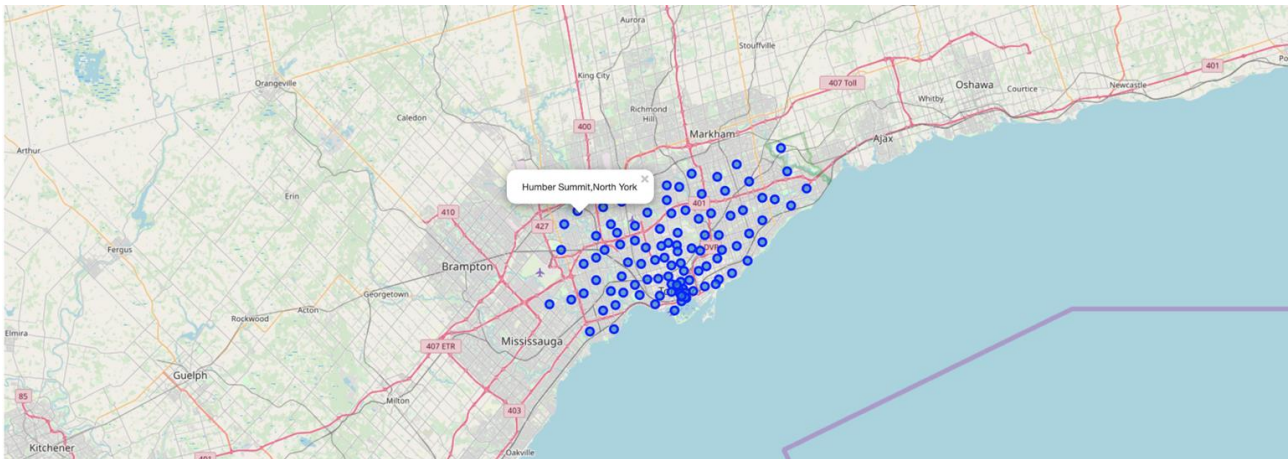 Aurora
Stouffville
King City
Orangeville
407 Toll
401
Oshawa
Courtice
Newcastle
Whitby
Richmond
Hill
Caledon
400
Markham
Ajax
Arthur
Humber Summit,North York
×
Erin
410
427
401
Fergus
Brampton
Georgetown
Acton
Rockwood
Elmira
Mississauga
407 ETR
Guelph
85
Milton
403
Kitchener
Oakville